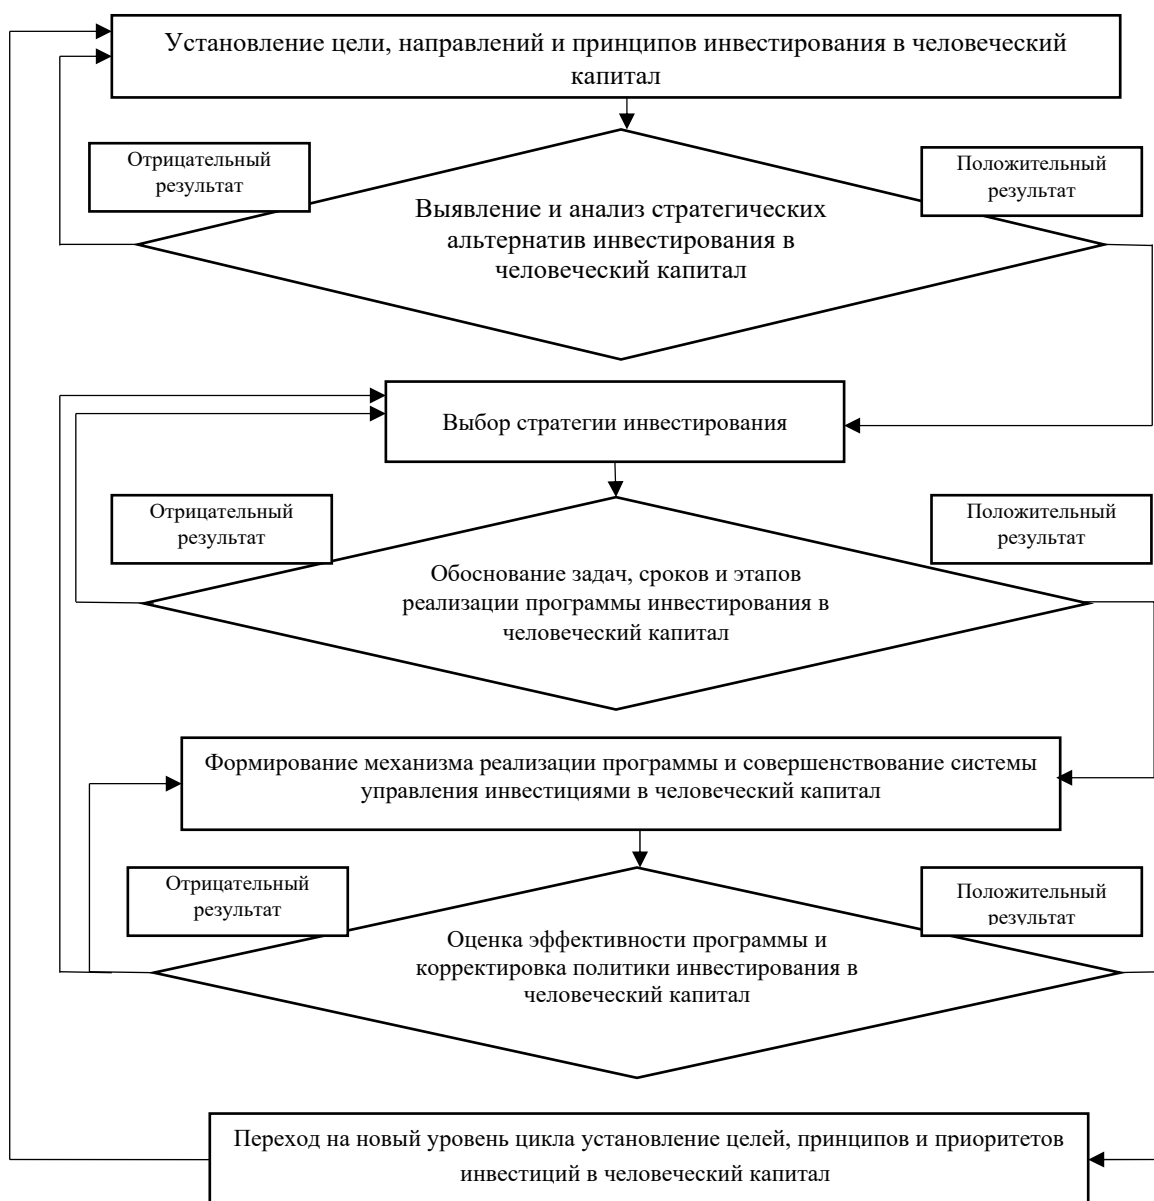 Установление цели, направлений и принципов инвестирования в человеческий
капитал
Отрицательный
результат
Положительный
результат
Выявление и анализ стратегических
альтернатив инвестирования в
человеческий капитал
Выбор стратегии инвестирования
Отрицательный
результат
Положительный
результат
Обоснование задач, сроков и этапов
реализации программы инвестирования в
человеческий капитал
Формирование механизма реализации программы и совершенствование системы
управления инвестициями в человеческий капитал
Отрицательный
результат
Положительный
результат
Оценка эффективности программы и
корректировка политики инвестирования в
человеческий капитал
Переход на новый уровень цикла установление целей, принципов и приоритетов
инвестиций в человеческий капитал